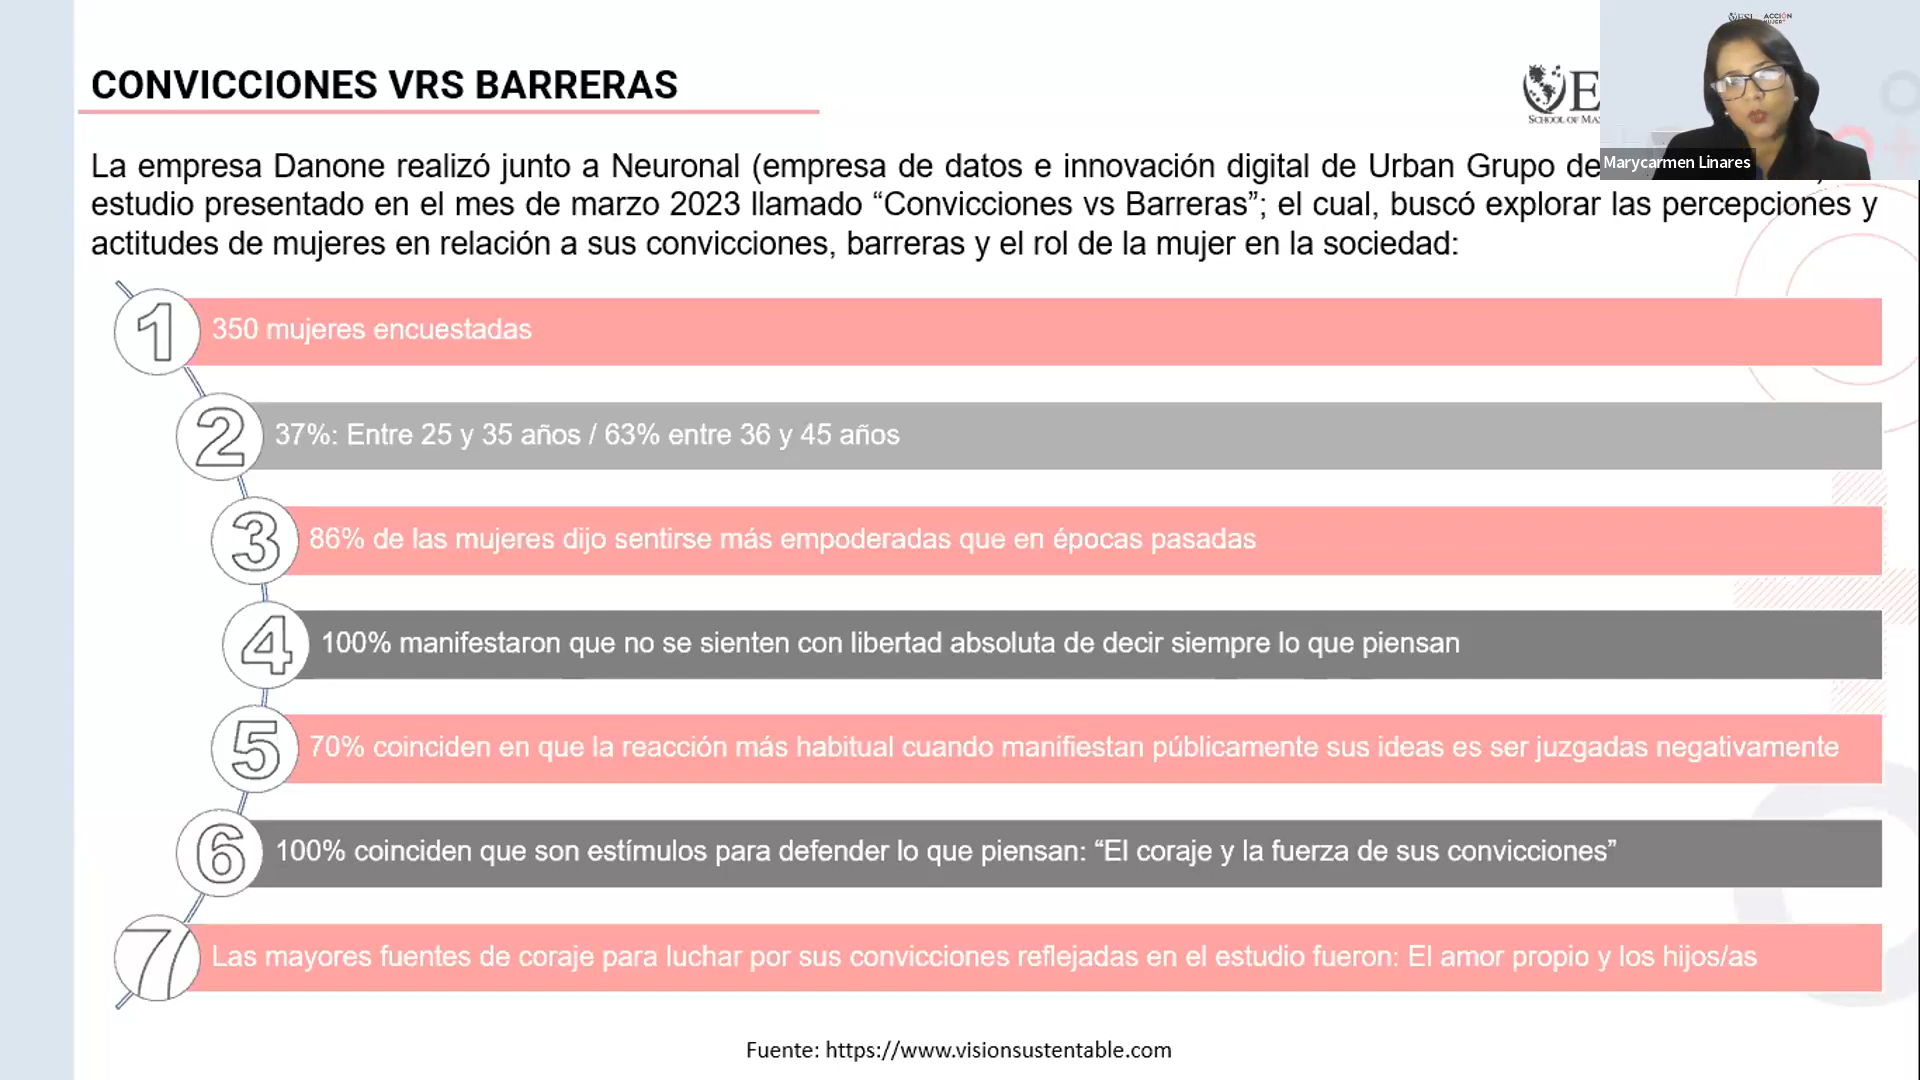 CONVICCIONES VRS BARRERAS
ESI ACCIÓN
MUJER
SCHOOL OF
Marycarmen Linares
La empresa Danone realizó junto a Neuronal (empresa de datos e innovación digital de Urban Grupo de
estudio presentado en el mes de marzo 2023 llamado “Convicciones vs Barreras”; el cual, buscó explorar las percepciones y
actitudes de mujeres en relación a sus convicciones, barreras y el rol de la mujer en la sociedad:
1 350 mujeres encuestadas
2 37%: Entre 25 y 35 años / 63% entre 36 y 45 años
3 86% de las mujeres dijo sentirse más empoderadas que en épocas pasadas
4 100% manifestaron que no se sienten con libertad absoluta de decir siempre lo que piensan
5 70% coinciden en que la reacción más habitual cuando manifiestan públicamente sus ideas es ser juzgadas negativamente
6 100% coinciden que son estímulos para defender lo que piensan: “El coraje y la fuerza de sus convicciones”
7 Las mayores fuentes de coraje para luchar por sus convicciones reflejadas en el estudio fueron: El amor propio y los hijos/as
Fuente: https://www.visionsustentable.com